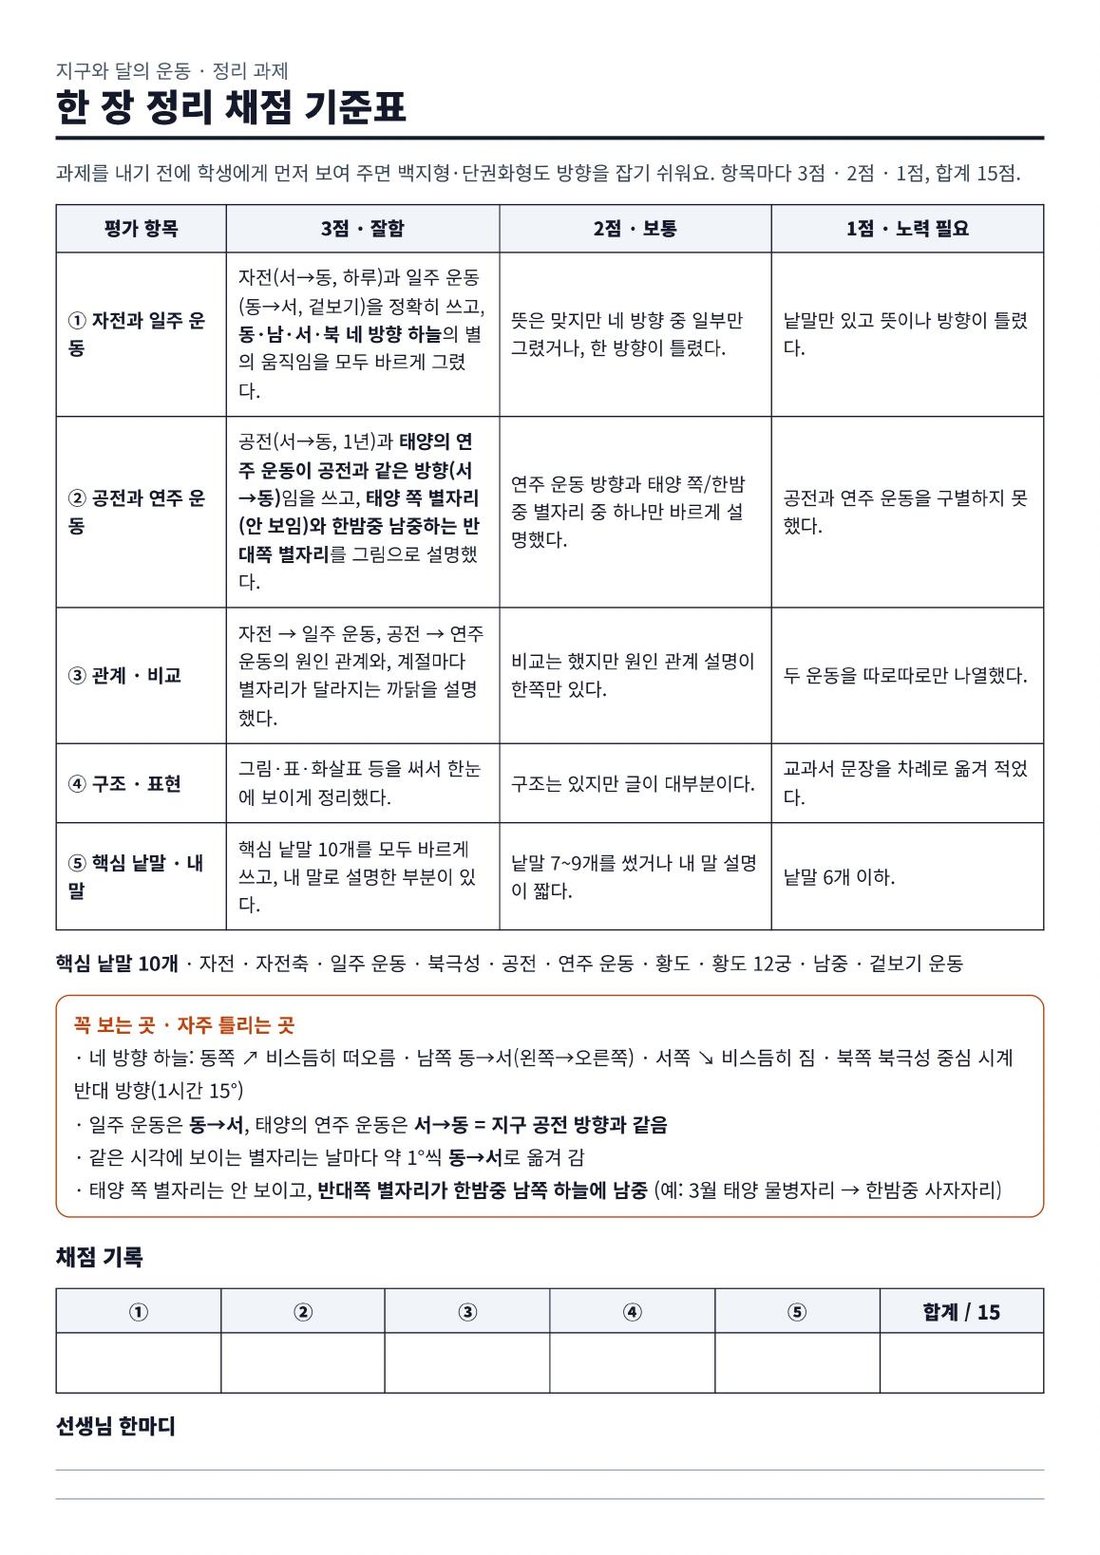 지구와 달의 운동 · 정리 과제
한 장 정리 채점 기준표
과제를 내기 전에 학생에게 먼저 보여 주면 백지형·단권화형도 방향을 잡기 쉬워요. 항목마다 3점 · 2점 · 1점, 합계 15점.
평가 항목
3점 · 잘함
2점 · 보통
1점 · 노력 필요
① 자전과 일주 운
동
자전(서→동, 하루)과 일주 운동
(동→서, 겉보기)을 정확히 쓰고,
동·남·서·북 네 방향 하늘의 별
의 움직임을 모두 바르게 그렸
다.
뜻은 맞지만 네 방향 중 일부만
그렸거나, 한 방향이 틀렸다.
낱말만 있고 뜻이나 방향이 틀렸
다.
② 공전과 연주 운
동
공전(서→동, 1년)과 태양의 연
주 운동이 공전과 같은 방향(서
→동)임을 쓰고, 태양 쪽 별자리
(안 보임)와 한밤중 남중하는 반
대쪽 별자리를 그림으로 설명했
다.
연주 운동 방향과 태양 쪽/한밤
중 별자리 중 하나만 바르게 설
명했다.
공전과 연주 운동을 구별하지 못
했다.
③ 관계 · 비교
자전 → 일주 운동, 공전 → 연주
운동의 원인 관계와, 계절마다
별자리가 달라지는 까닭을 설명
했다.
비교는 했지만 원인 관계 설명이
한쪽만 있다.
두 운동을 따로따로만 나열했다.
④ 구조 · 표현
그림·표·화살표 등을 써서 한눈
에 보이게 정리했다.
구조는 있지만 글이 대부분이다.
교과서 문장을 차례로 옮겨 적었
다.
⑤ 핵심 낱말 · 내
말
핵심 낱말 10개를 모두 바르게
쓰고, 내 말로 설명한 부분이 있
다.
낱말 7~9개를 썼거나 내 말 설명
이 짧다.
낱말 6개 이하.
핵심 낱말 10개 · 자전 · 자전축 · 일주 운동 · 북극성 · 공전 · 연주 운동 · 황도 · 황도 12궁 · 남중 · 겉보기 운동
꼭 보는 곳 · 자주 틀리는 곳
· 네 방향 하늘: 동쪽 ↗ 비스듬히 떠오름 · 남쪽 동→서(왼쪽→오른쪽) · 서쪽 ↘ 비스듬히 짐 · 북쪽 북극성 중심 시계
반대 방향(1시간 15°)
· 일주 운동은 동→서, 태양의 연주 운동은 서→동 = 지구 공전 방향과 같음
· 같은 시각에 보이는 별자리는 날마다 약 1°씩 동→서로 옮겨 감
· 태양 쪽 별자리는 안 보이고, 반대쪽 별자리가 한밤중 남쪽 하늘에 남중 (예: 3월 태양 물병자리 → 한밤중 사자자리)
채점 기록
①
②
③
④
⑤
합계 / 15
선생님 한마디